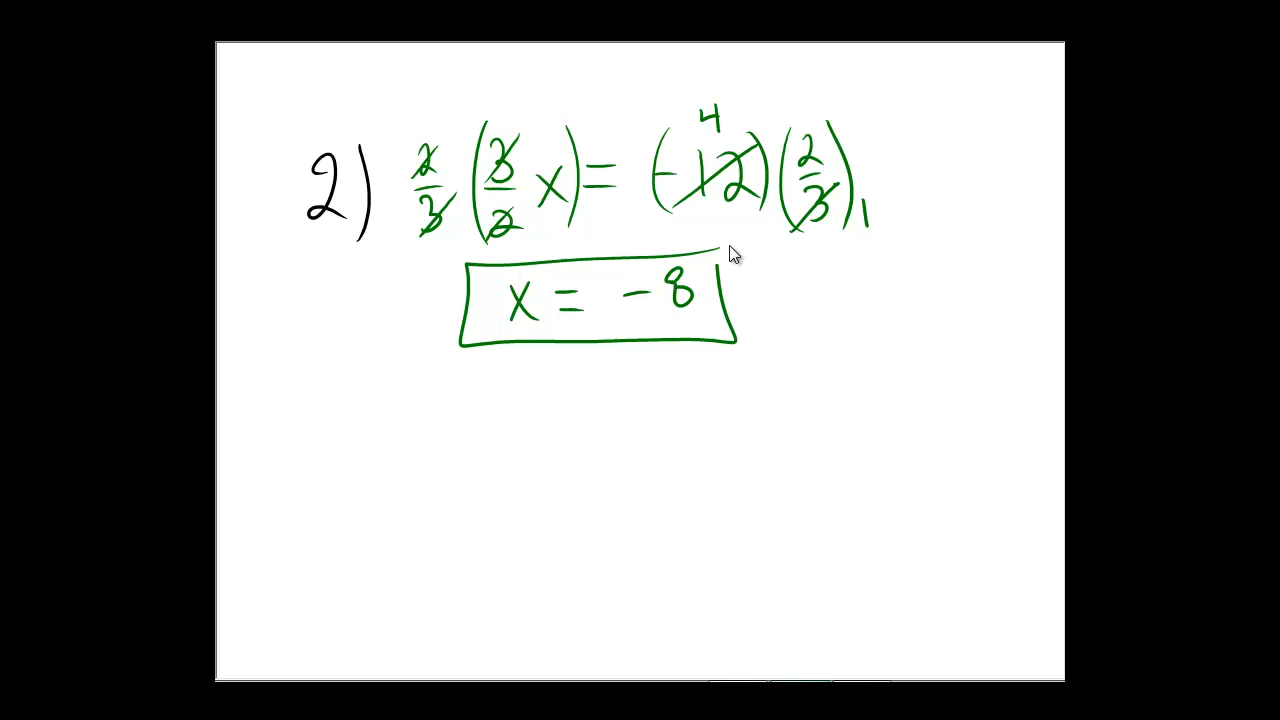 2) 2/3 (3/2 x) = (-12)(2/3) 4 1
x = -8